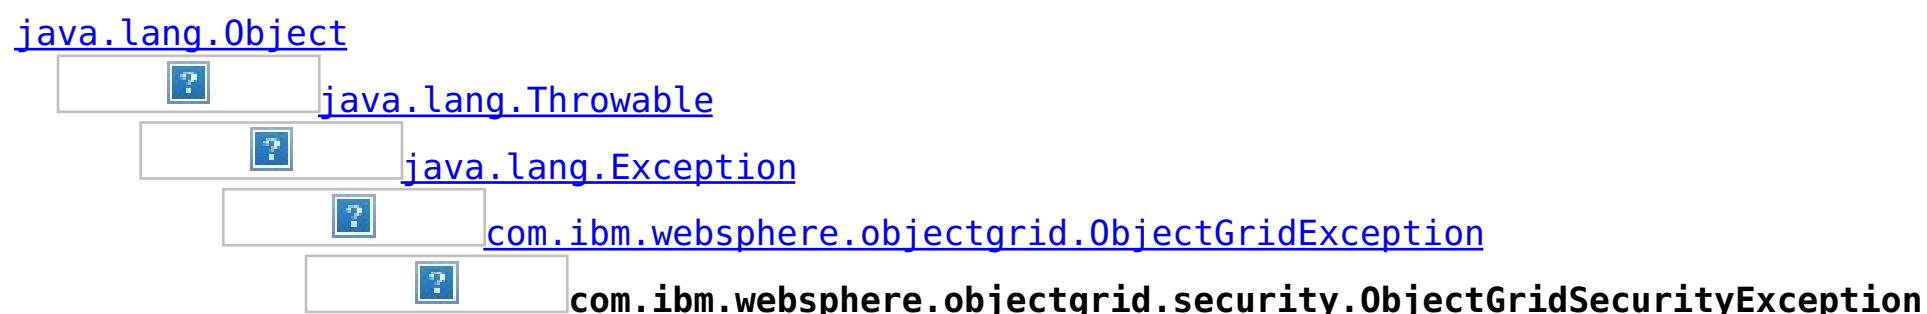 java.lang.Object
java.lang.Throwable
java.lang.Exception
com.ibm.websphere.objectgrid.ObjectGridException
com.ibm.websphere.objectgrid.security.ObjectGridSecurityException